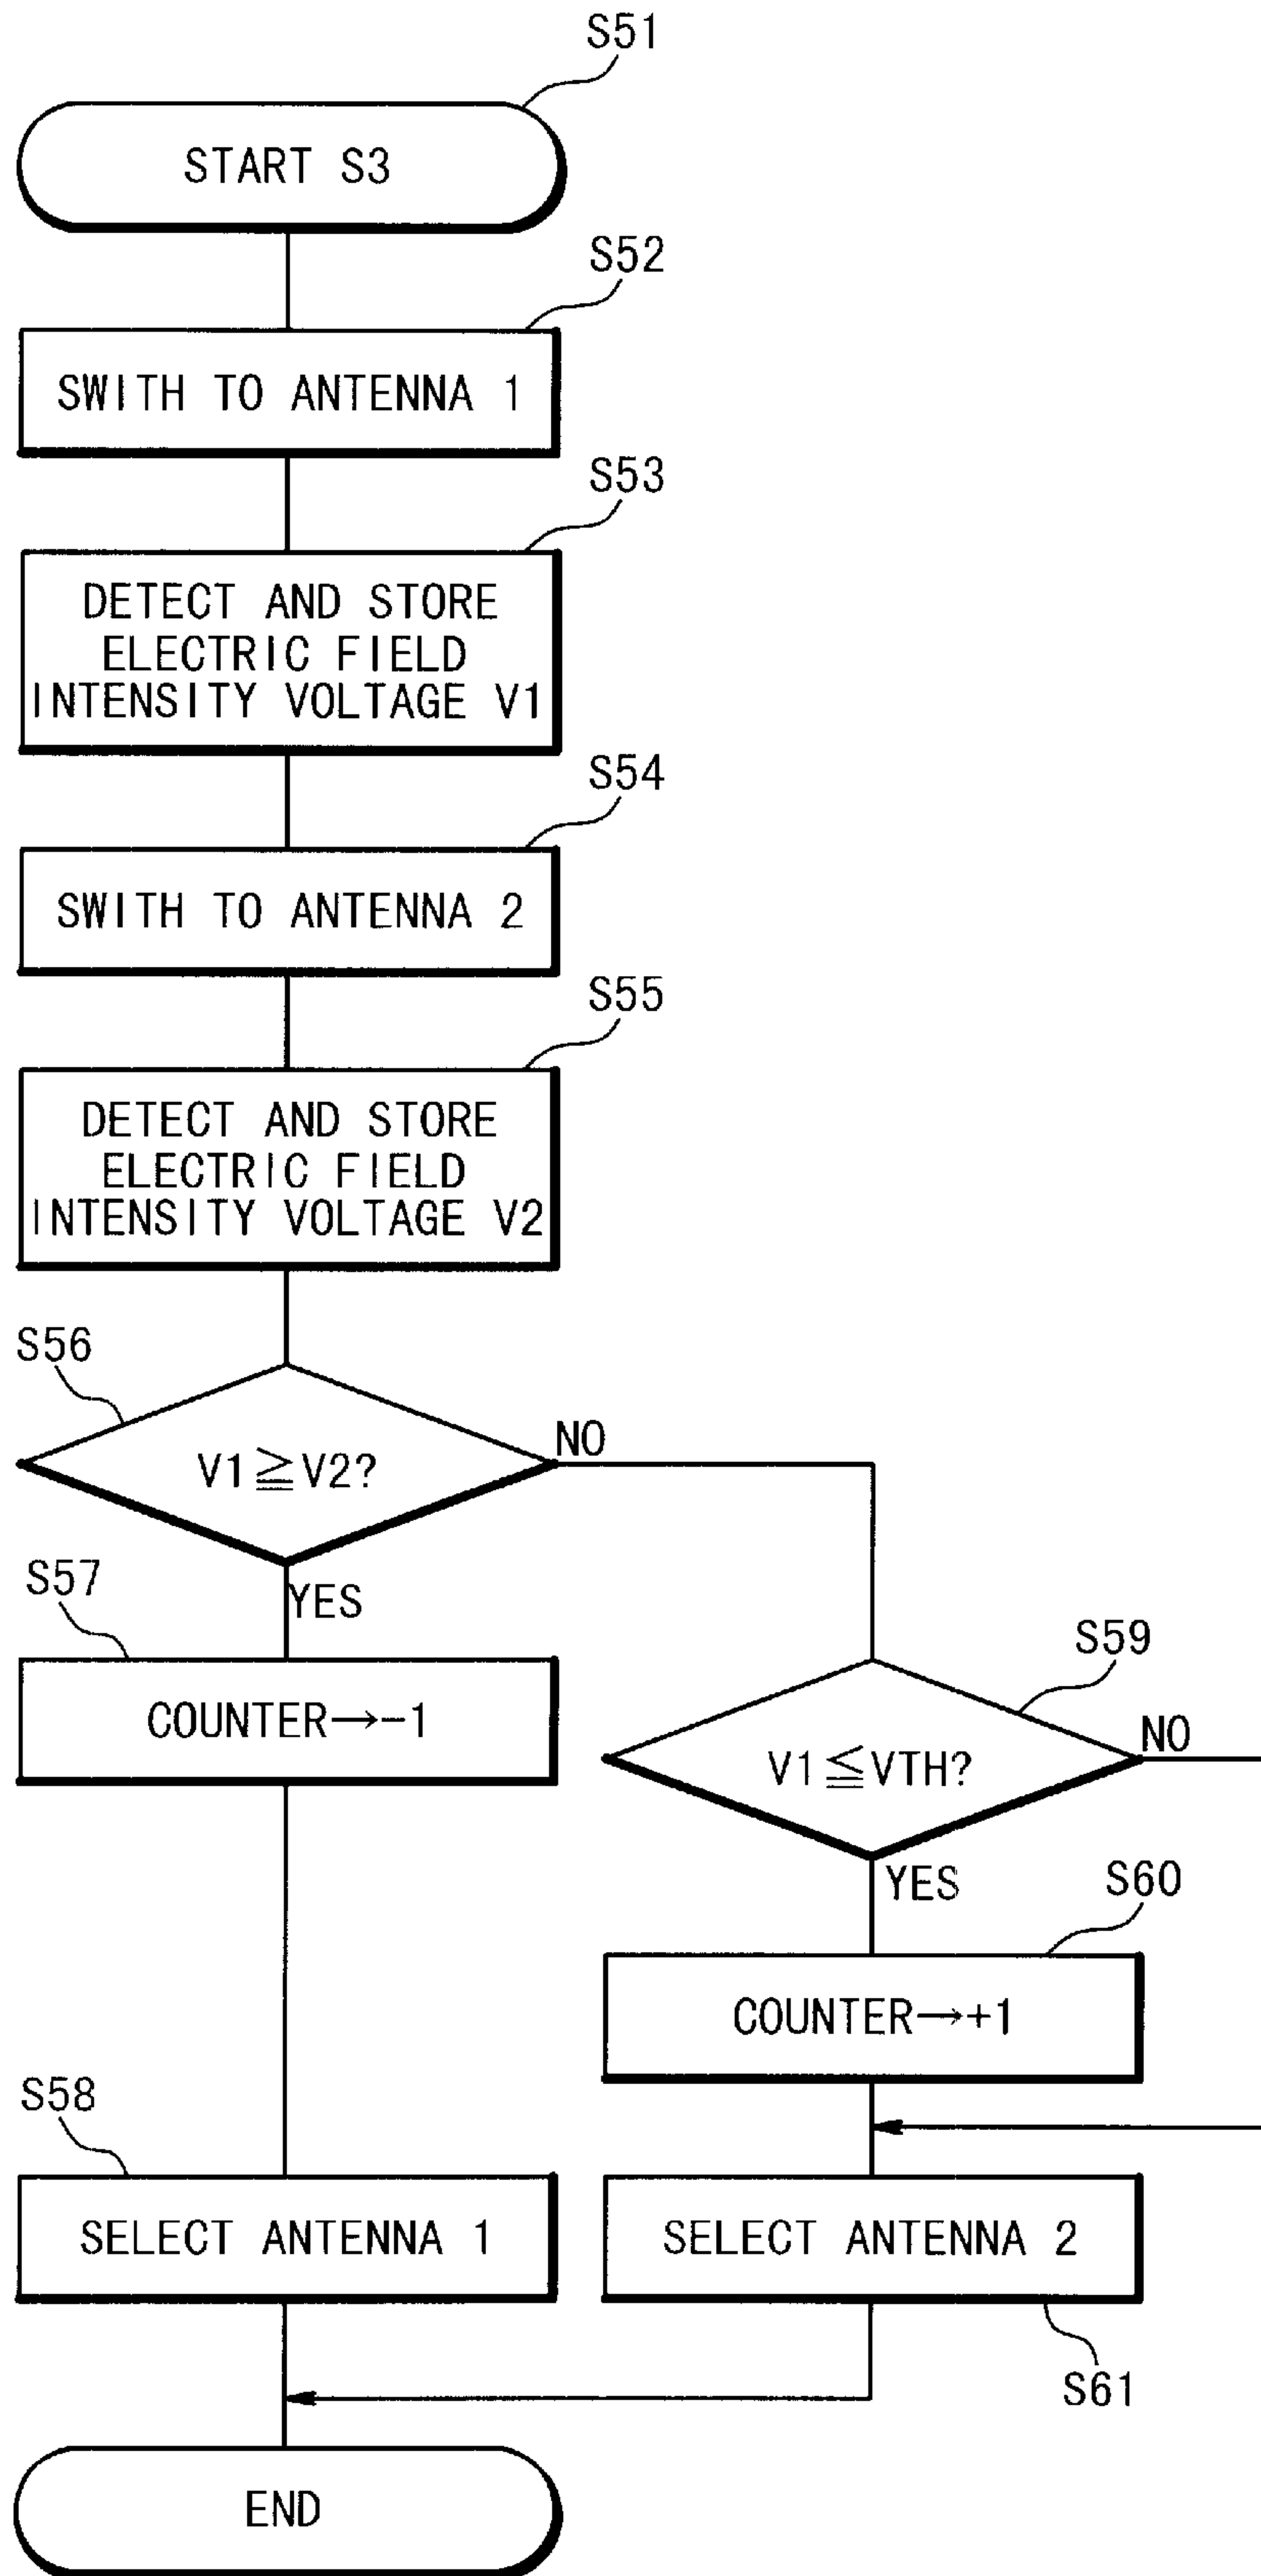 S51
START S3
S52
SWITH TO ANTENNA 1
S53
DETECT AND STORE
ELECTRIC FIELD
INTENSITY VOLTAGE V1
S54
SWITH TO ANTENNA 2
S55
DETECT AND STORE
ELECTRIC FIELD
INTENSITY VOLTAGE V2
S56
V1≧V2?
NO
YES
S57
COUNTER→-1
S59
V1≦VTH?
NO
YES
S60
COUNTER→+1
S58
SELECT ANTENNA 1
SELECT ANTENNA 2
S61
END